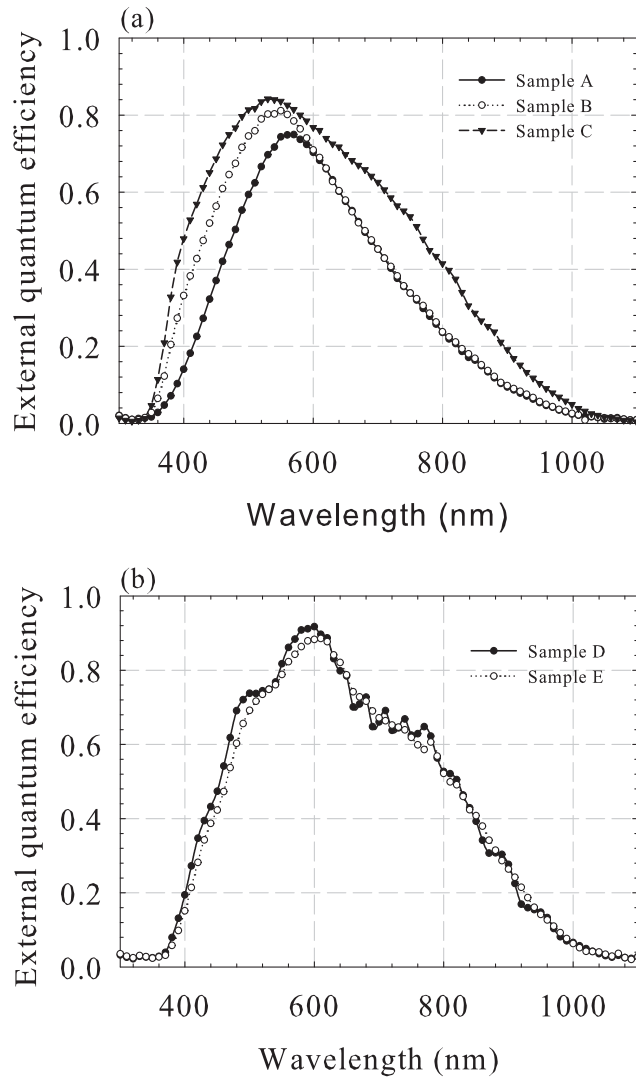 (a)
1.0
0.8
0.6
0.4
0.2
0.0
External quantum efficiency
Sample A
Sample B
Sample C
400 600 800 1000
Wavelength (nm)
(b)
1.0
0.8
0.6
0.4
0.2
0.0
External quantum efficiency
Sample D
Sample E
400 600 800 1000
Wavelength (nm)